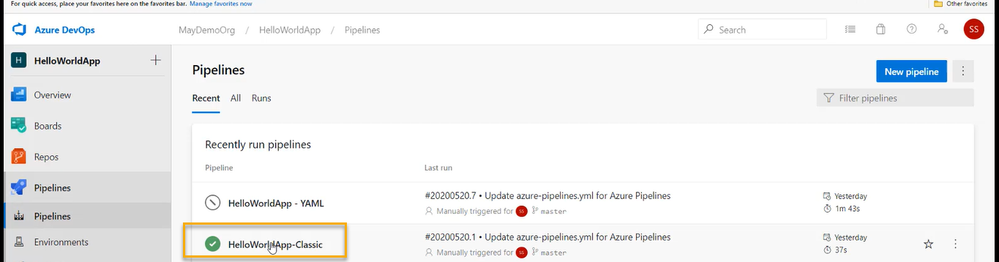 For quick access, place your favorites here on the favorites bar. Manage favorites now
Other favorites
Azure DevOps
MayDemoOrg / HelloWorldApp / Pipelines
Search
SS
H HelloWorldApp
Overview
Boards
Repos
Pipelines
Pipelines
Environments
Pipelines
New pipeline
Recent All Runs
Filter pipelines
Recently run pipelines
Pipeline Last run
HelloWorldApp - YAML
#20200520.7 • Update azure-pipelines.yml for Azure Pipelines
Manually triggered for SS master
Yesterday
1m 43s
HelloWorldApp-Classic
#20200520.1 • Update azure-pipelines.yml for Azure Pipelines
Manually triggered for SS master
Yesterday
37s